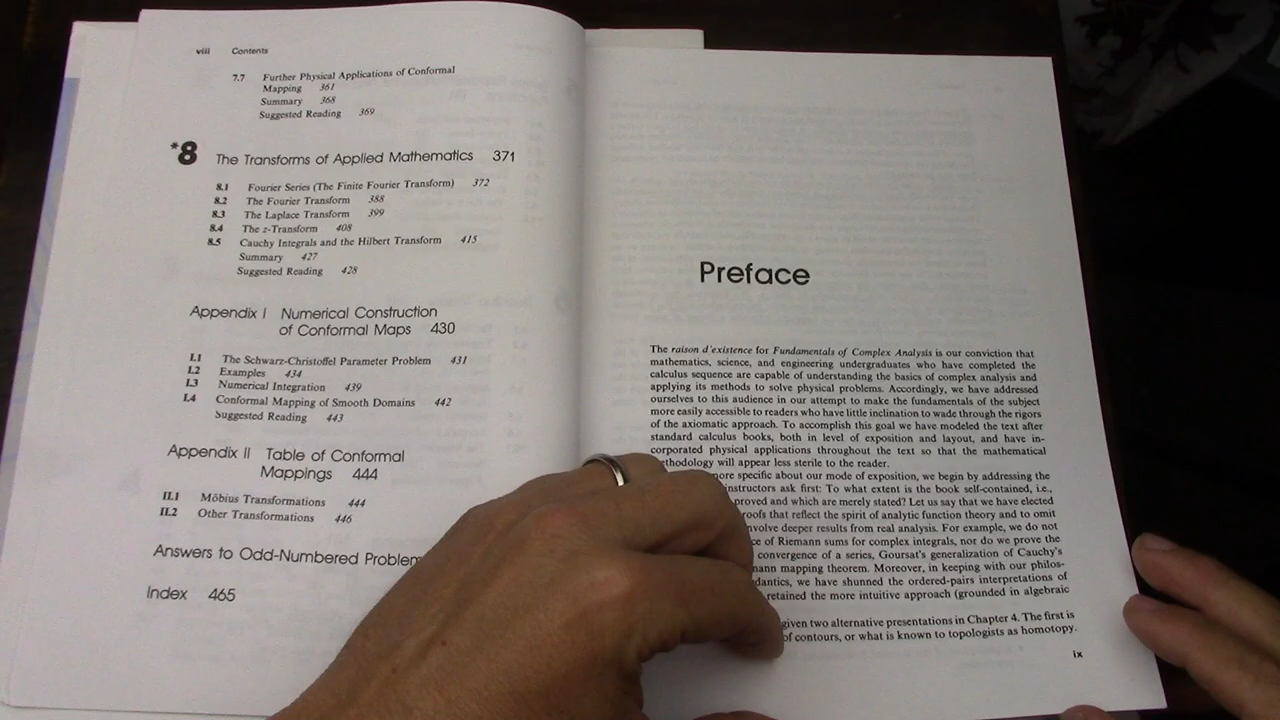 viii Contents
7.7 Further Physical Applications of Conformal
Mapping 361
Summary 368
Suggested Reading 369
*8 The Transforms of Applied Mathematics 371
8.1 Fourier Series (The Finite Fourier Transform) 372
8.2 The Fourier Transform 388
8.3 The Laplace Transform 399
8.4 The z-Transform 408
8.5 Cauchy Integrals and the Hilbert Transform 415
Summary 427
Suggested Reading 428
Appendix I Numerical Construction
of Conformal Maps 430
I.1 The Schwarz-Christoffel Parameter Problem 431
I.2 Examples 434
I.3 Numerical Integration 439
I.4 Conformal Mapping of Smooth Domains 442
Suggested Reading 443
Appendix II Table of Conformal
Mappings 444
II.1 Möbius Transformations 444
II.2 Other Transformations 446
Answers to Odd-Numbered Problem
Index 465
Preface
The raison d'existence for Fundamentals of Complex Analysis is our conviction that
mathematics, science, and engineering undergraduates who have completed the
calculus sequence are capable of understanding the basics of complex analysis and
applying its methods to solve physical problems. Accordingly, we have addressed
ourselves to this audience in our attempt to make the fundamentals of the subject
more easily accessible to readers who have little inclination to wade through the rigors
of the axiomatic approach. To accomplish this goal we have modeled the text after
standard calculus books, both in level of exposition and layout, and have in-
corporated physical applications throughout the text so that the mathematical
thodology will appear less sterile to the reader.
more specific about our mode of exposition, we begin by addressing the
instructors ask first: To what extent is the book self-contained, i.e.,
proved and which are merely stated? Let us say that we have elected
roofs that reflect the spirit of analytic function theory and to omit
nvolve deeper results from real analysis. For example, we do not
ce of Riemann sums for complex integrals, nor do we prove the
convergence of a series, Goursat's generalization of Cauchy's
mann mapping theorem. Moreover, in keeping with our philos-
dantics, we have shunned the ordered-pairs interpretations of
retained the more intuitive approach (grounded in algebraic
given two alternative presentations in Chapter 4. The first is
of contours, or what is known to topologists as homotopy.
ix